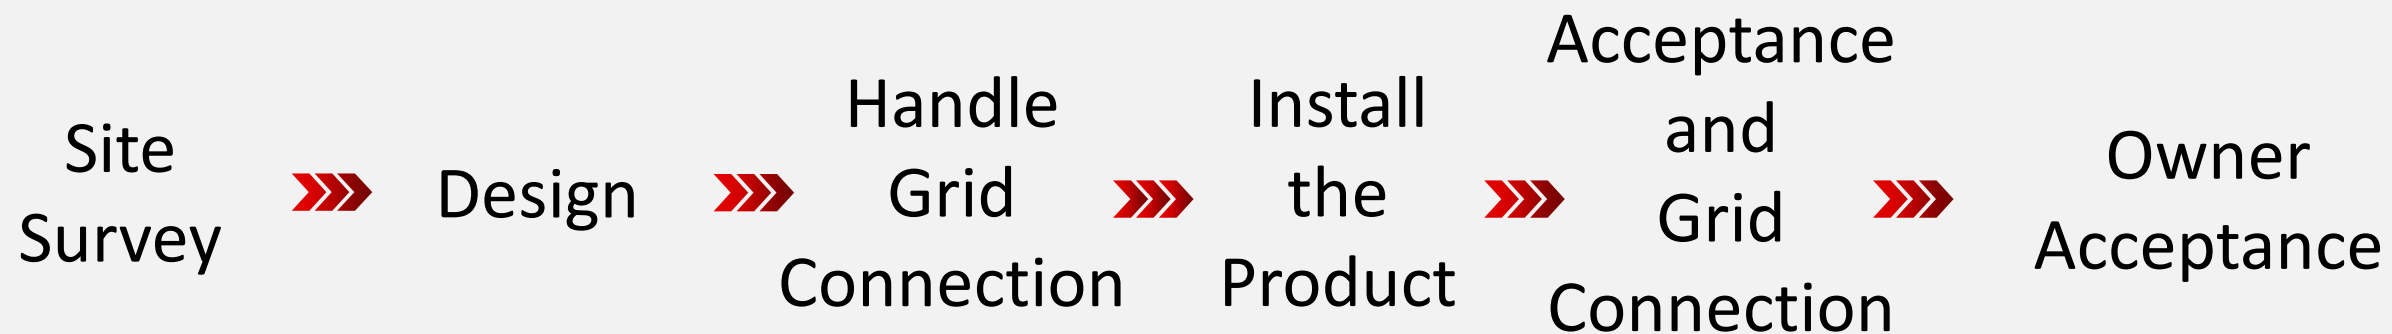 Site
Survey
Design
Handle
Grid
Connection
Install
the
Product
Acceptance
and
Grid
Connection
Owner
Acceptance